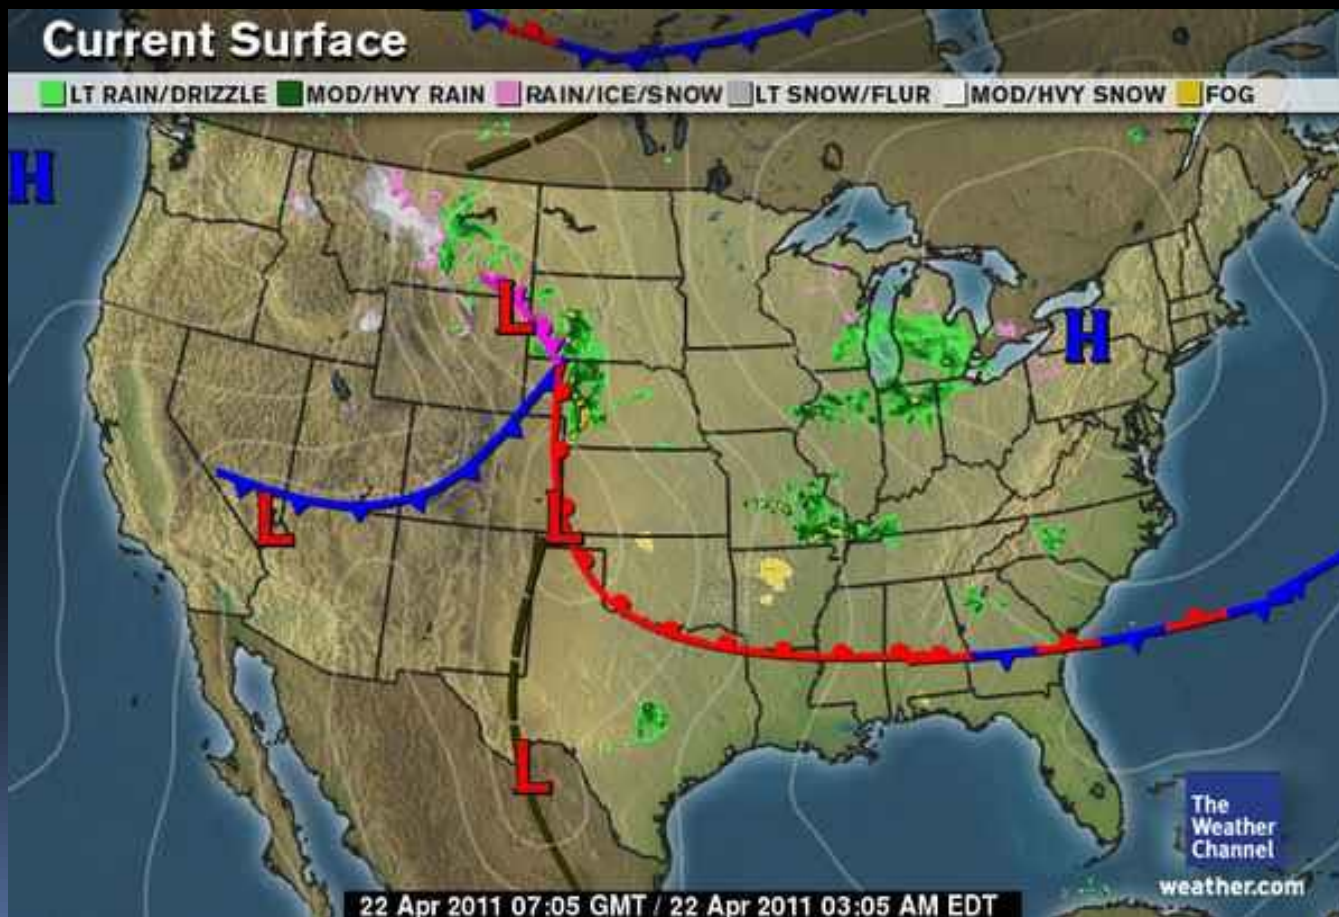 Current Surface
LT RAIN/DRIZZLE MOD/HVY RAIN RAIN/ICE/SNOW LT SNOW/FLUR MOD/HVY SNOW FOG
H
L
H
L
L
L
The
Weather
Channel
weather.com
22 Apr 2011 07:05 GMT / 22 Apr 2011 03:05 AM EDT